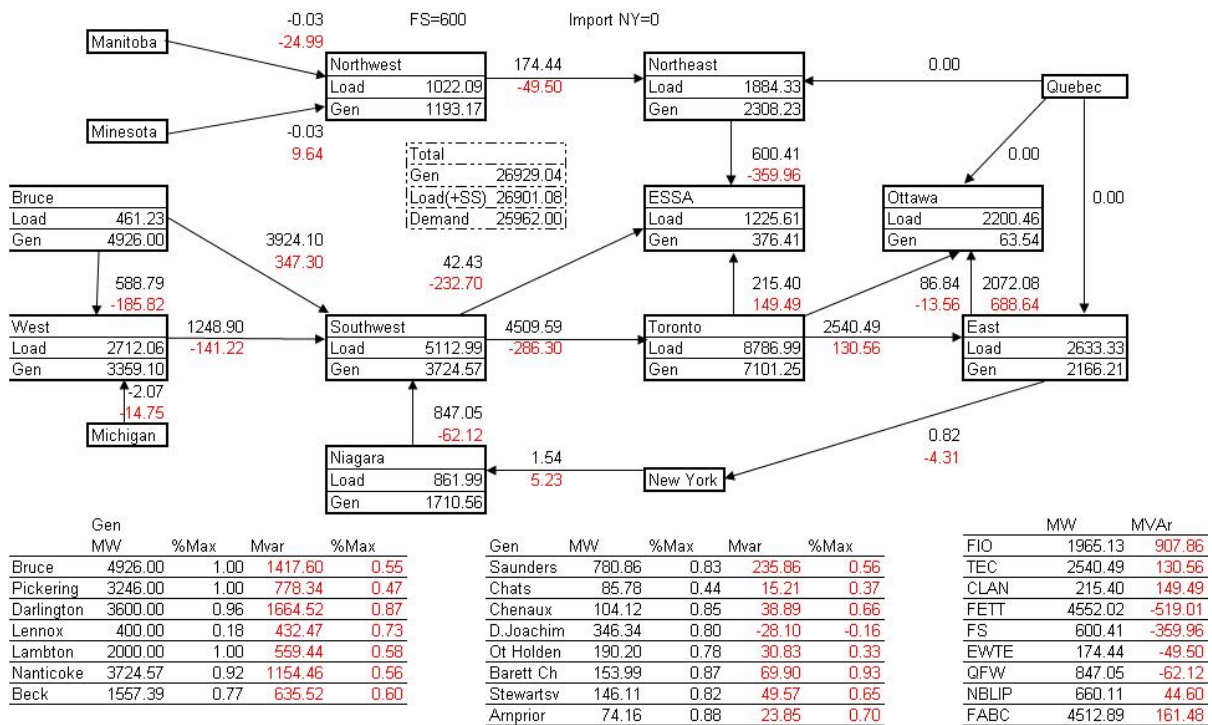 -0.03 FS=600 Import NY=0
Manitoba -24.99
Northwest 174.44 Northeast 0.00
Load 1022.09 -49.50 Load 1884.33 Quebec
Gen 1193.17 Gen 2308.23
Minesota -0.03
9.64
Total
Gen 26929.04
Load(+SS) 26901.08
Demand 25962.00
600.41
-359.96
0.00
0.00
Bruce
Load 461.23
Gen 4926.00
ESSA
Load 1225.61
Gen 376.41
Ottawa
Load 2200.46
Gen 63.54
3924.10
347.30
588.79
-185.82
42.43
-232.70
215.40
149.49
86.84
-13.56
2072.08
688.64
West
Load 2712.06
Gen 3359.10
1248.90
-141.22
Southwest
Load 5112.99
Gen 3724.57
4509.59
-286.30
Toronto
Load 8786.99
Gen 7101.25
2540.49
130.56
East
Load 2633.33
Gen 2166.21
-2.07
-14.75
Michigan
847.05
-62.12
0.82
-4.31
Niagara
Load 861.99
Gen 1710.56
1.54
5.23
New York
Gen
MW %Max Mvar %Max
Bruce 4926.00 1.00 1417.60 0.55
Pickering 3246.00 1.00 778.34 0.47
Darlington 3600.00 0.96 1664.52 0.87
Lennox 400.00 0.18 432.47 0.73
Lambton 2000.00 1.00 559.44 0.58
Nanticoke 3724.57 0.92 1154.46 0.56
Beck 1557.39 0.77 635.52 0.60
Gen MW %Max Mvar %Max
Saunders 780.86 0.83 235.86 0.56
Chats 85.78 0.44 15.21 0.37
Chenaux 104.12 0.85 38.89 0.66
D.Joachim 346.34 0.80 -28.10 -0.16
Ot Holden 190.20 0.78 30.83 0.33
Barett Ch 153.99 0.87 69.90 0.93
Stewartsv 146.11 0.82 49.57 0.65
Arnprior 74.16 0.88 23.85 0.70
MW MVAr
FIO 1965.13 907.86
TEC 2540.49 130.56
CLAN 215.40 149.49
FETT 4552.02 -519.01
FS 600.41 -359.96
EWTE 174.44 -49.50
QFW 847.05 -62.12
NBLIP 660.11 44.60
FABC 4512.89 161.48